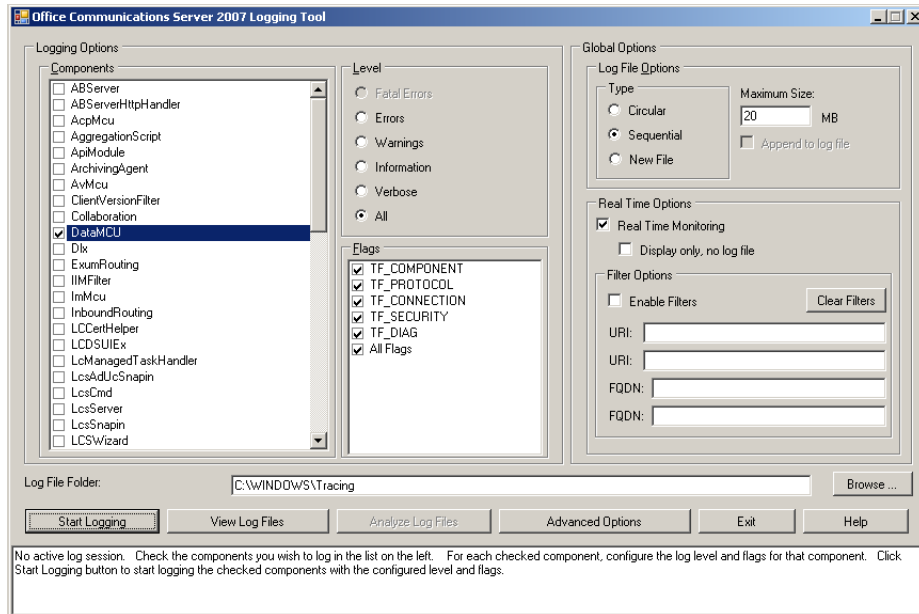 Office Communications Server 2007 Logging Tool
Logging Options
Components
ABServer
ABServerHttpHandler
AcpMcu
AggregationScript
ApiModule
ArchivingAgent
AvMcu
ClientVersionFilter
Collaboration
DataMCU
Dlx
ExumRouting
IIMFilter
ImMcu
InboundRouting
LCCertHelper
LCDSUIEx
LcManagedTaskHandler
LcsAdUcSnapin
LcsCmd
LcsServer
LcsSnapin
LCSWizard
Level
Fatal Errors
Errors
Warnings
Information
Verbose
All
Flags
TF_COMPONENT
TF_PROTOCOL
TF_CONNECTION
TF_SECURITY
TF_DIAG
All Flags
Global Options
Log File Options
Type
Circular
Sequential
New File
Maximum Size:
20 MB
Append to log file
Real Time Options
Real Time Monitoring
Display only, no log file
Filter Options
Enable Filters
Clear Filters
URI:
URI:
FQDN:
FQDN:
Log File Folder: C:\WINDOWS\Tracing Browse ...
Start Logging View Log Files Analyze Log Files Advanced Options Exit Help
No active log session. Check the components you wish to log in the list on the left. For each checked component, configure the log level and flags for that component. Click
Start Logging button to start logging the checked components with the configured level and flags.